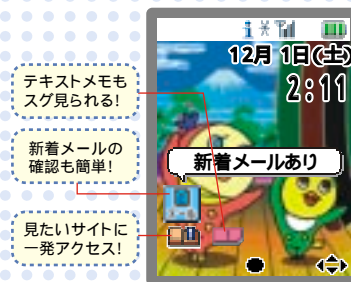 12月 1日(土)
2:11
テキストメモも
スグ見られる!
新着メールの
確認も簡単!
新着メールあり
見たいサイトに
一発アクセス!